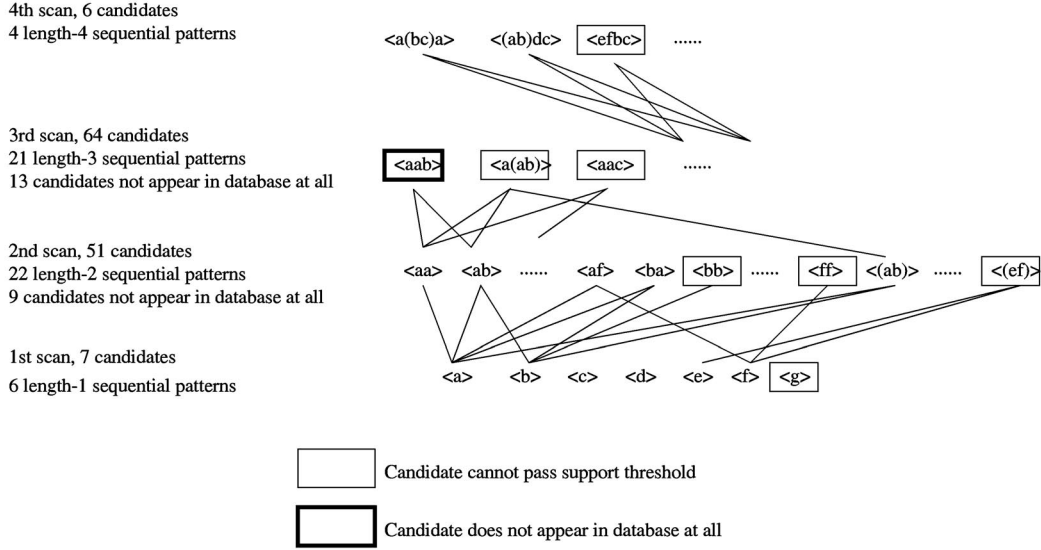 4th scan, 6 candidates
4 length-4 sequential patterns
<a(bc)a> <(ab)dc> <efbc> ......
3rd scan, 64 candidates
21 length-3 sequential patterns
13 candidates not appear in database at all
<aab> <a(ab)> <aac> ......
2nd scan, 51 candidates
22 length-2 sequential patterns
9 candidates not appear in database at all
<aa> <ab> ...... <af> <ba> <bb> ...... <ff> <(ab)> ...... <(ef)>
1st scan, 7 candidates
6 length-1 sequential patterns
<a> <b> <c> <d> <e> <f> <g>
Candidate cannot pass support threshold
Candidate does not appear in database at all